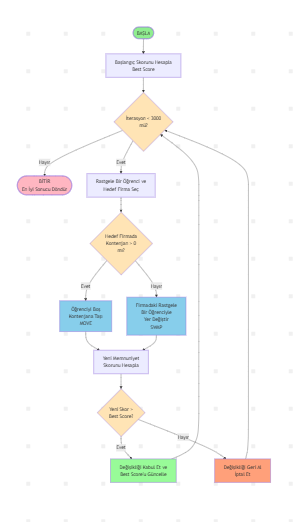 BAŞLA
Başlangıç Skorunu Hesapla
Best Score
İterasyon < 3000
mü?
Hayır
Evet
BİTİR
En İyi Sonucu Döndür
Rastgele Bir Öğrenci ve
Hedef Firma Seç
Hedef Firmada
Kontenjan > 0
mı?
Evet
Hayır
Öğrenciyi Boş
Kontenjana Taşı
MOVE
Firmadaki Rastgele
Bir Öğrenciyle
Yer Değiştir
SWAP
Yeni Memnuniyet
Skorunu Hesapla
Yeni Skor >
Best Score?
Hayır
Evet
Değişikliği Kabul Et ve
Best Score'u Güncelle
Değişikliği Geri Al
İptal Et